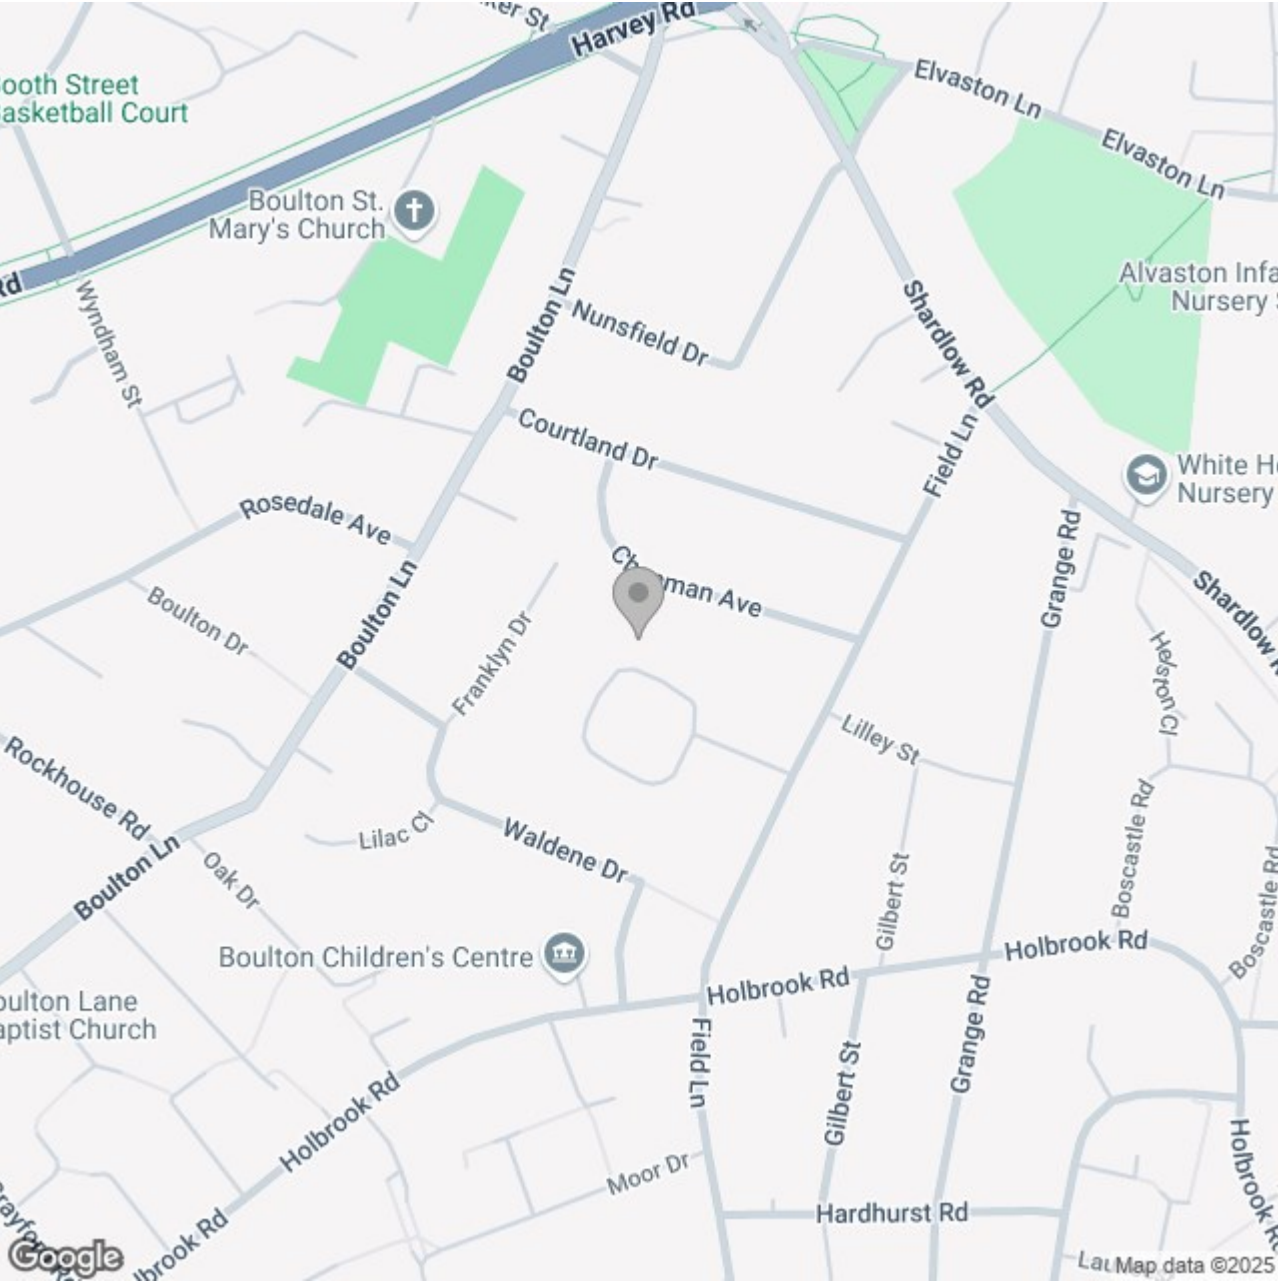 Harvey Rd
Elvaston Ln
Elvaston Ln
ooth Street
asketball Court
Boulton St.
Mary's Church
Alvaston Infa
Nursery
Rd
Wyndham St
Boulton Ln
Nunsfield Dr
Shardlow Rd
Courtland Dr
Field Ln
White H
Nursery
Rosedale Ave
Grange Rd
Boulton Dr
Boulton Ln
man Ave
Shardlow
Franklyn Dr
Lilley St
Rockhouse Rd
Boscastle Rd
Lilac Cl
Waldene Dr
Oak Dr
Boulton Ln
Gilbert St
Boscastle Rd
Boulton Children's Centre
Holbrook Rd
Holbrook Rd
oulton Lane
aptist Church
Field Ln
Grange Rd
Gilbert St
Holbrook Rd
Moor Dr
Holbrook
Hardhurst Rd
lbrook Rd
Google
Map data ©2025